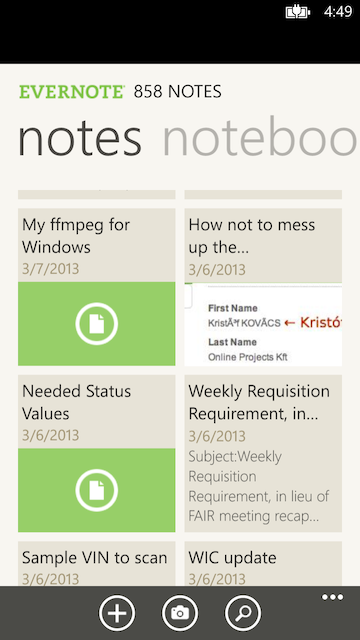 4:49
EVERNOTE 858 NOTES
notes noteboo
My ffmpeg for
Windows
3/7/2013
How not to mess
up the...
3/6/2013
First Name
KristÃ³f KOVÃCS ← Kristó
Last Name
Online Projects Kft
Needed Status
Values
3/6/2013
Weekly Requisition
Requirement, in...
3/6/2013
Subject:Weekly
Requisition
Requirement, in lieu of
FAIR meeting recap...
Sample VIN to scan
3/6/2013
WIC update
3/6/2013